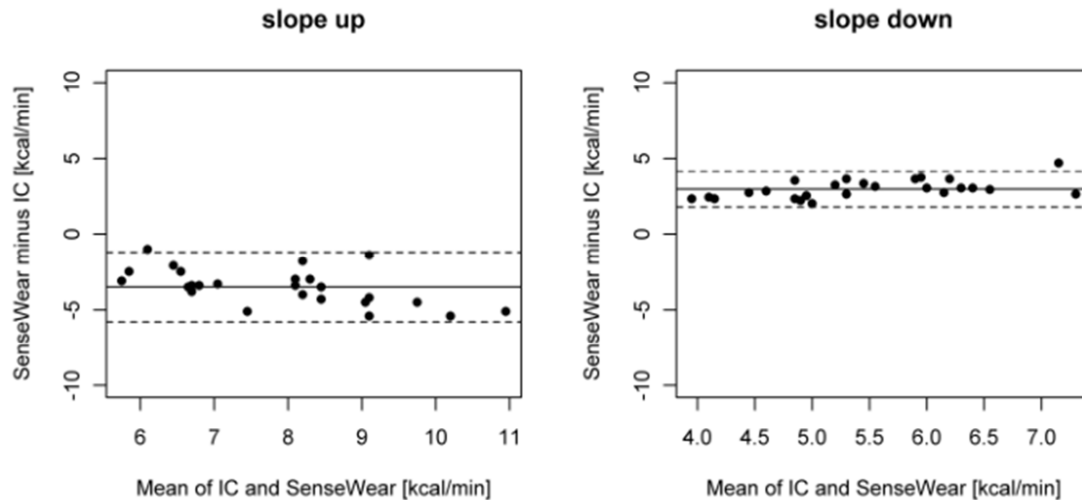 slope up
SenseWear minus IC [kcal/min]
10
5
0
-5
-10
6 7 8 9 10 11
Mean of IC and SenseWear [kcal/min]
slope down
SenseWear minus IC [kcal/min]
10
5
0
-5
-10
4.0 4.5 5.0 5.5 6.0 6.5 7.0
Mean of IC and SenseWear [kcal/min]